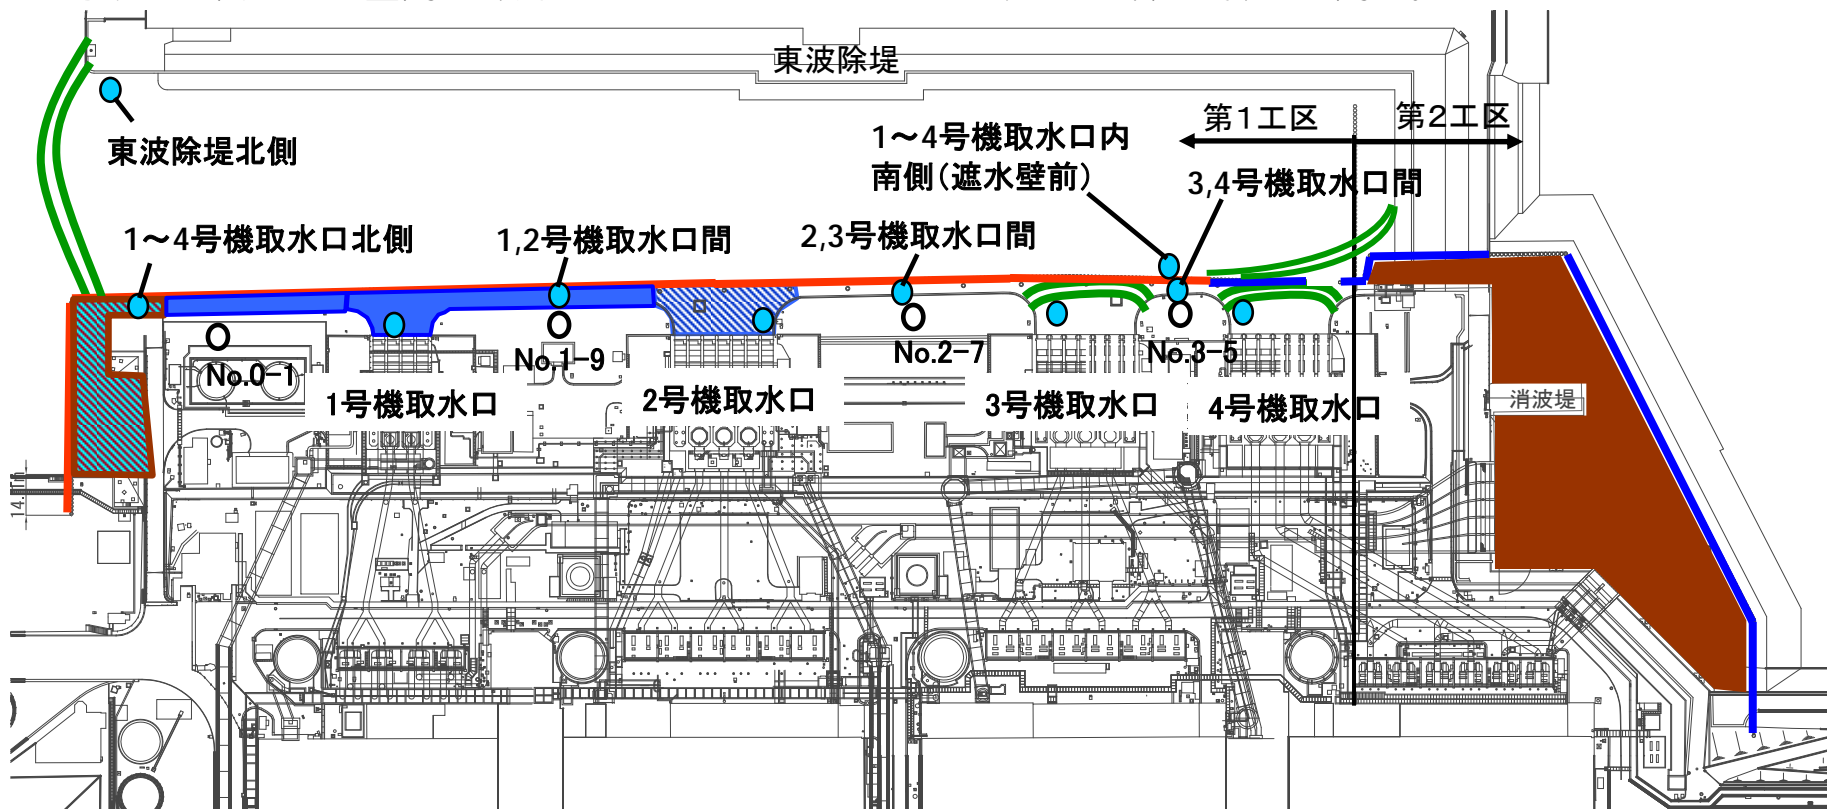 東波除堤
第1工区
第2工区
1～4号機取水口内
南側（遮水壁前）
東波除堤北側
3,4号機取水口間
1～4号機取水口北側
1,2号機取水口間
2,3号機取水口間
No.0-1
No.1-9
No.2-7
No.3-5
1号機取水口
2号機取水口
3号機取水口
4号機取水口
消波堤